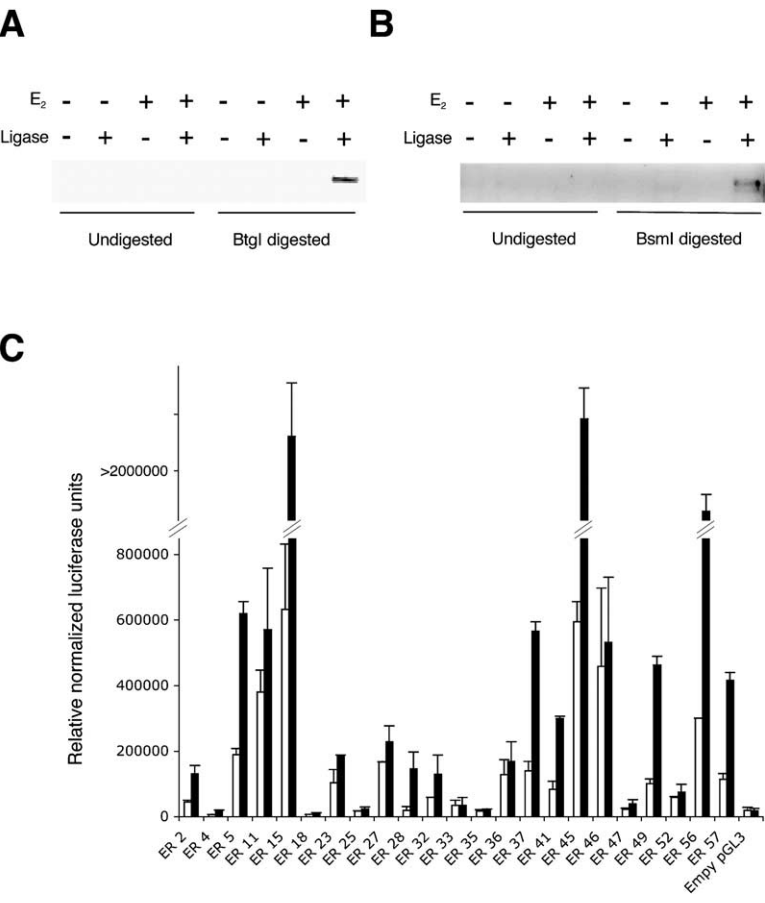 A
B
E2 - - + + - - + +
Ligase - + - + - + - +
Undigested BtgI digested
E2 - - + + - - + +
Ligase - + - + - + - +
Undigested BsmI digested
C
Relative normalized luciferase units
>2000000
800000
600000
400000
200000
0
ER 2
ER 4
ER 5
ER 11
ER 15
ER 18
ER 23
ER 25
ER 27
ER 28
ER 32
ER 33
ER 35
ER 36
ER 37
ER 41
ER 45
ER 46
ER 47
ER 49
ER 52
ER 56
ER 57
Empy pGL3